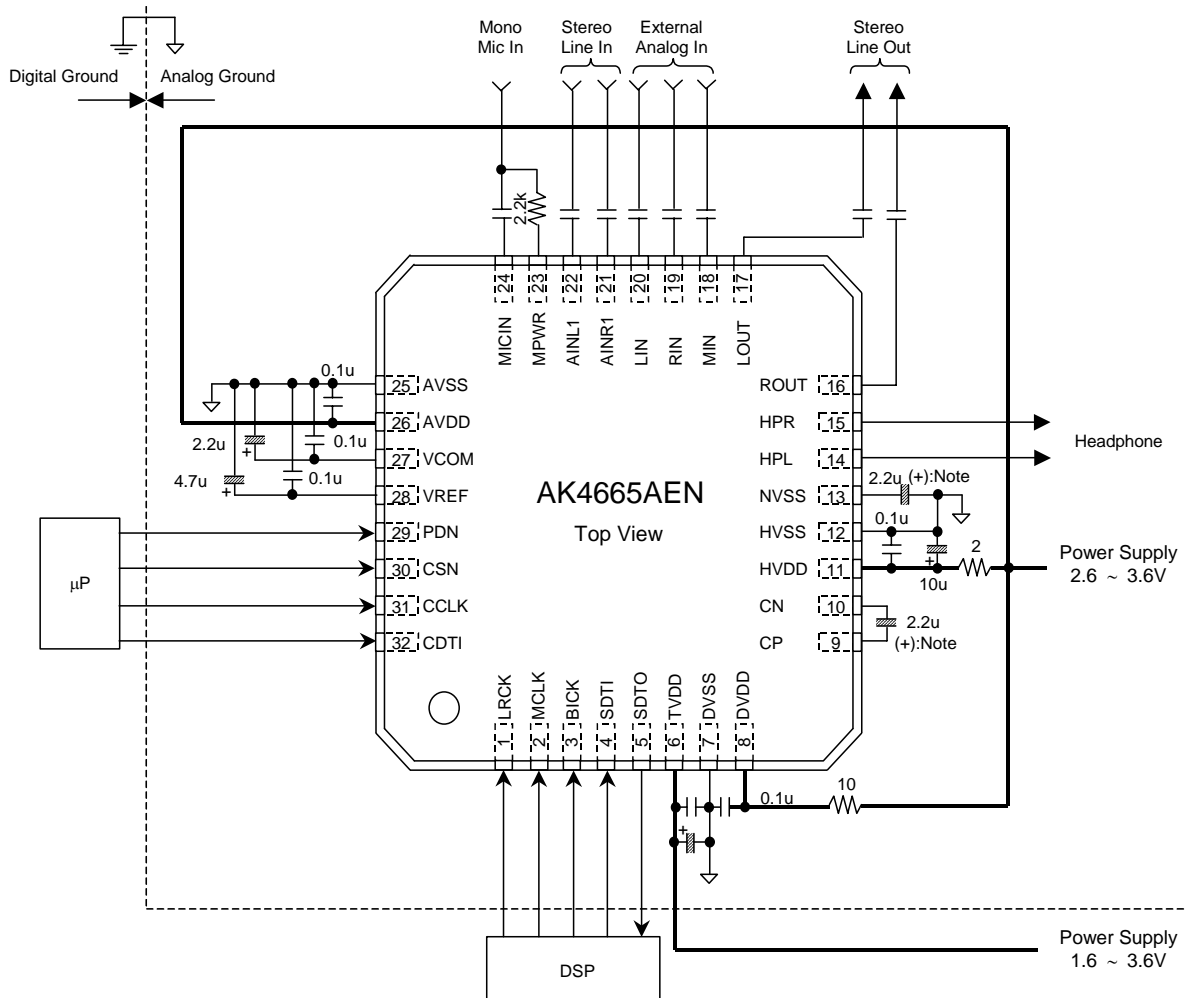 Mono
Mic In
Stereo
Line In
External
Analog In
Stereo
Line Out
Digital Ground
Analog Ground
2.2k
24
23
22
21
20
19
18
17
MICIN
MPWR
AINL1
AINR1
LIN
RIN
MIN
LOUT
0.1u
25 AVSS
26 AVDD
2.2u
+
0.1u
27 VCOM
4.7u
+
0.1u
28 VREF
29 PDN
30 CSN
31 CCLK
32 CDTI
µP
AK4665AEN
Top View
ROUT 16
HPR 15
HPL 14
Headphone
NVSS 13
2.2u (+):Note
HVSS 12
0.1u
HVDD 11
+
10u
2
Power Supply
2.6 ~ 3.6V
CN 10
CP 9
2.2u
(+):Note
LRCK
MCLK
BICK
SDTI
SDTO
TVDD
DVSS
DVDD
1
2
3
4
5
6
7
8
0.1u
10
+
DSP
Power Supply
1.6 ~ 3.6V